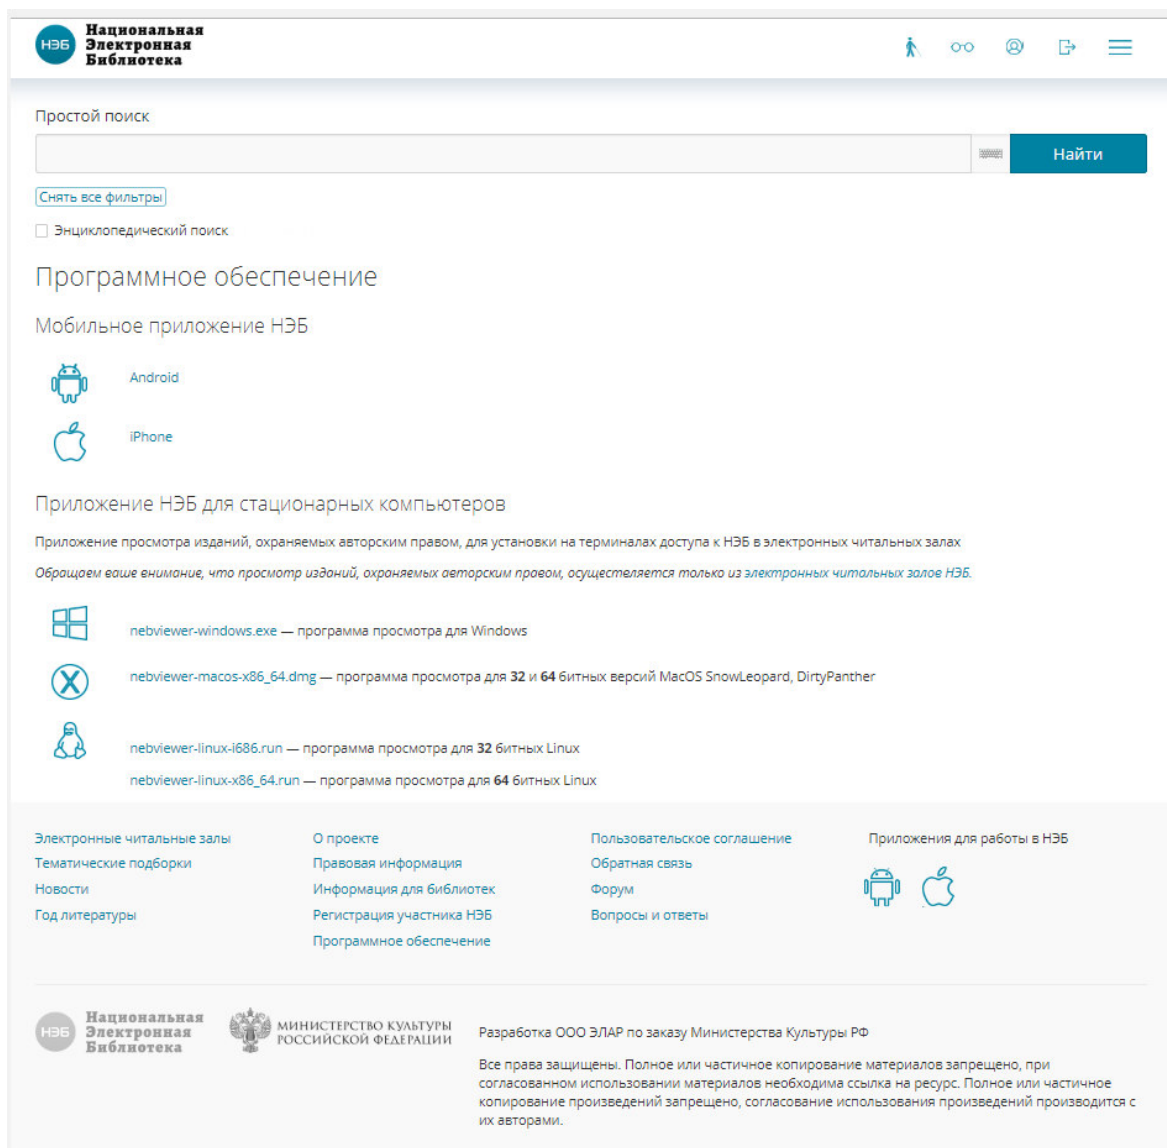 НЭБ
Национальная
Электронная
Библиотека
Простой поиск
Найти
Снять все фильтры
Энциклопедический поиск
Программное обеспечение
Мобильное приложение НЭБ
Android
iPhone
Приложение НЭБ для стационарных компьютеров
Приложение просмотра изданий, охраняемых авторским правом, для установки на терминалах доступа к НЭБ в электронных читальных залах
Обращаем ваше внимание, что просмотр изданий, охраняемых авторским правом, осуществляется только из электронных читальных залов НЭБ.
nebviewer-windows.exe — программа просмотра для Windows
nebviewer-macos-x86_64.dmg — программа просмотра для 32 и 64 битных версий MacOS SnowLeopard, DirtyPanther
nebviewer-linux-i686.run — программа просмотра для 32 битных Linux
nebviewer-linux-x86_64.run — программа просмотра для 64 битных Linux
Электронные читальные залы
Тематические подборки
Новости
Год литературы
О проекте
Правовая информация
Информация для библиотек
Регистрация участника НЭБ
Программное обеспечение
Пользовательское соглашение
Обратная связь
Форум
Вопросы и ответы
Приложения для работы в НЭБ
НЭБ
Национальная
Электронная
Библиотека
МИНИСТЕРСТВО КУЛЬТУРЫ
РОССИЙСКОЙ ФЕДЕРАЦИИ
Разработка ООО ЭЛАР по заказу Министерства Культуры РФ
Все права защищены. Полное или частичное копирование материалов запрещено, при
согласованном использовании материалов необходима ссылка на ресурс. Полное или частичное
копирование произведений запрещено, согласование использования произведений производится с
их авторами.